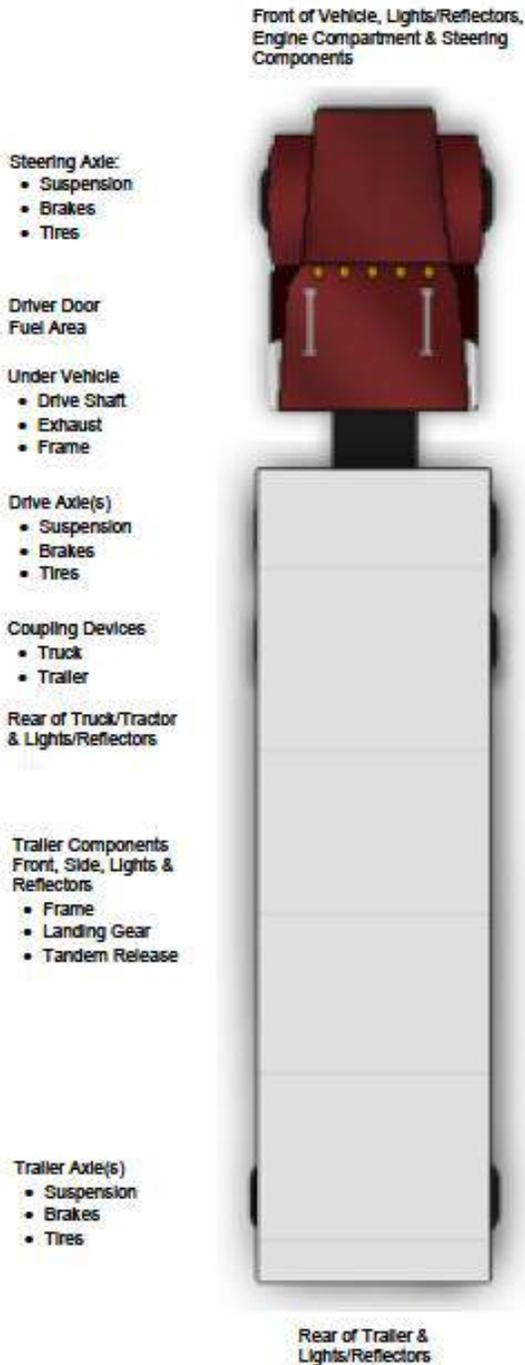 Front of Vehicle, Lights/Reflectors,
Engine Compartment & Steering
Components
Steering Axle:
• Suspension
• Brakes
• Tires
Driver Door
Fuel Area
Under Vehicle
• Drive Shaft
• Exhaust
• Frame
Drive Axle(s)
• Suspension
• Brakes
• Tires
Coupling Devices
• Truck
• Trailer
Rear of Truck/Tractor
& Lights/Reflectors
Trailer Components
Front, Side, Lights &
Reflectors
• Frame
• Landing Gear
• Tandem Release
Trailer Axle(s)
• Suspension
• Brakes
• Tires
Rear of Trailer &
Lights/Reflectors